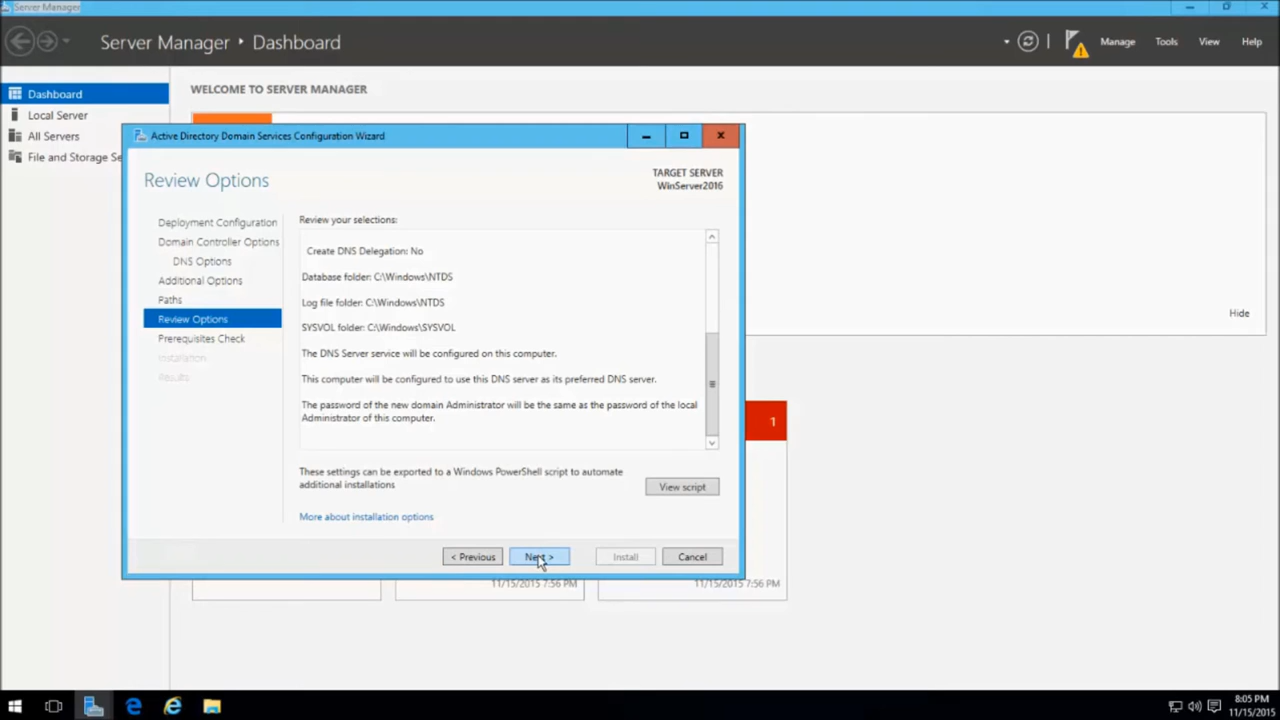 Server Manager
Server Manager ‣ Dashboard
Manage
Tools
View
Help
Dashboard
Local Server
All Servers
File and Storage Se
WELCOME TO SERVER MANAGER
Hide
1
Active Directory Domain Services Configuration Wizard
Review Options
TARGET SERVER
WinServer2016
Deployment Configuration
Domain Controller Options
DNS Options
Additional Options
Paths
Review Options
Prerequisites Check
Installation
Results
Review your selections:
Create DNS Delegation: No
Database folder: C:\Windows\NTDS
Log file folder: C:\Windows\NTDS
SYSVOL folder: C:\Windows\SYSVOL
The DNS Server service will be configured on this computer.
This computer will be configured to use this DNS server as its preferred DNS server.
The password of the new domain Administrator will be the same as the password of the local
Administrator of this computer.
These settings can be exported to a Windows PowerShell script to automate
additional installations
View script
More about installation options
< Previous
Next >
Install
Cancel
11/15/2015 7:56 PM
11/15/2015 7:56 PM
8:05 PM
11/15/2015